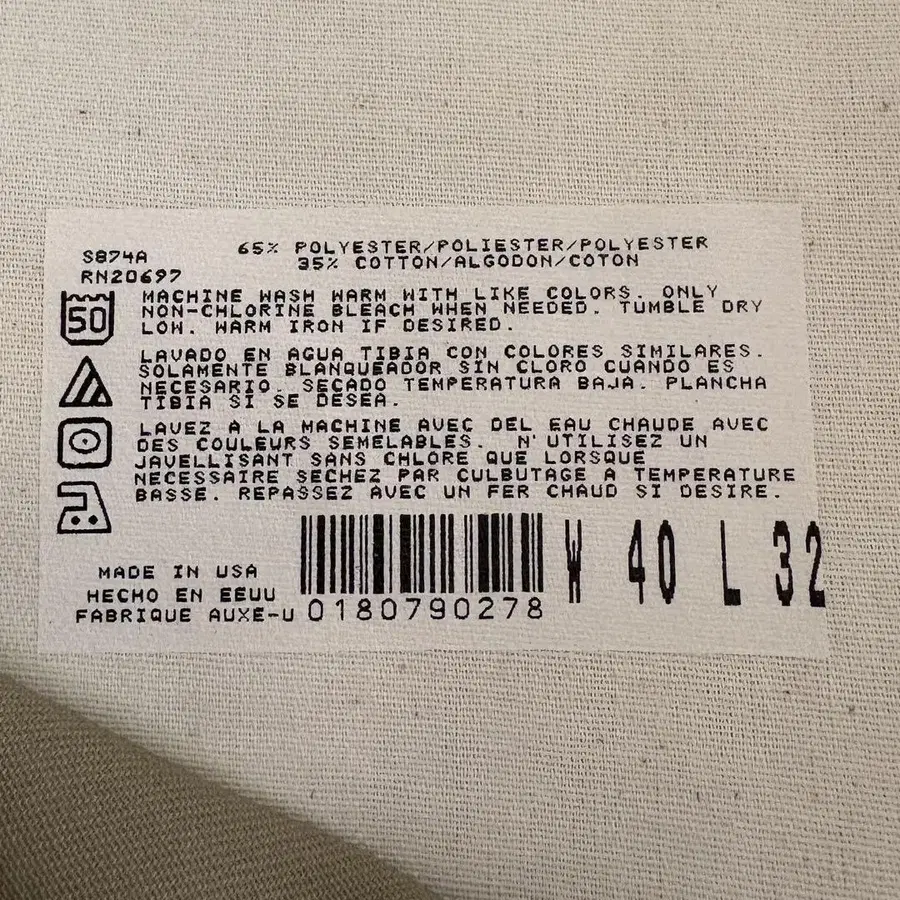 S874A
RN20697
65% POLYESTER/POLIESTER/POLYESTER
35% COTTON/ALGODON/COTON
50
MACHINE WASH WARM WITH LIKE COLORS. ONLY
NON-CHLORINE BLEACH WHEN NEEDED. TUMBLE DRY
LOW. WARM IRON IF DESIRED.
LAVADO EN AGUA TIBIA CON COLORES SIMILARES.
SOLAMENTE BLANQUEADOR SIN CLORO CUANDO ES
NECESARIO. SECADO TEMPERATURA BAJA. PLANCHA
TIBIA SI SE DESEA.
LAVEZ A LA MACHINE AVEC DEL EAU CHAUDE AVEC
DES COULEURS SEMELABLES. N'UTILISEZ UN
JAVELLISANT SANS CHLORE QUE LORSQUE
NECESSAIRE SECHEZ PAR CULBUTAGE A TEMPERATURE
BASSE. REPASSEZ AVEC UN FER CHAUD SI DESIRE.
MADE IN USA
HECHO EN EEUU
FABRIQUE AUXE-U
0180790278
W 40 L 32